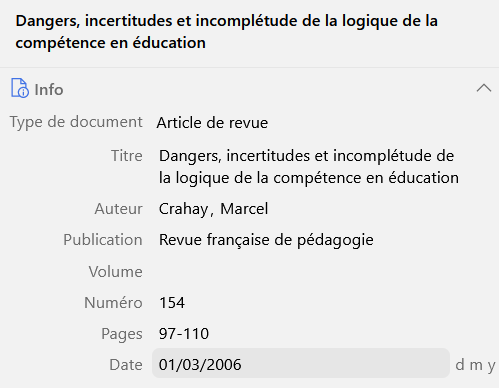 Dangers, incertitudes et incomplétude de la logique de la
compétence en éducation
Info
Type de document Article de revue
Titre Dangers, incertitudes et incomplétude de
la logique de la compétence en éducation
Auteur Crahay, Marcel
Publication Revue française de pédagogie
Volume
Numéro 154
Pages 97-110
Date 01/03/2006 d m y